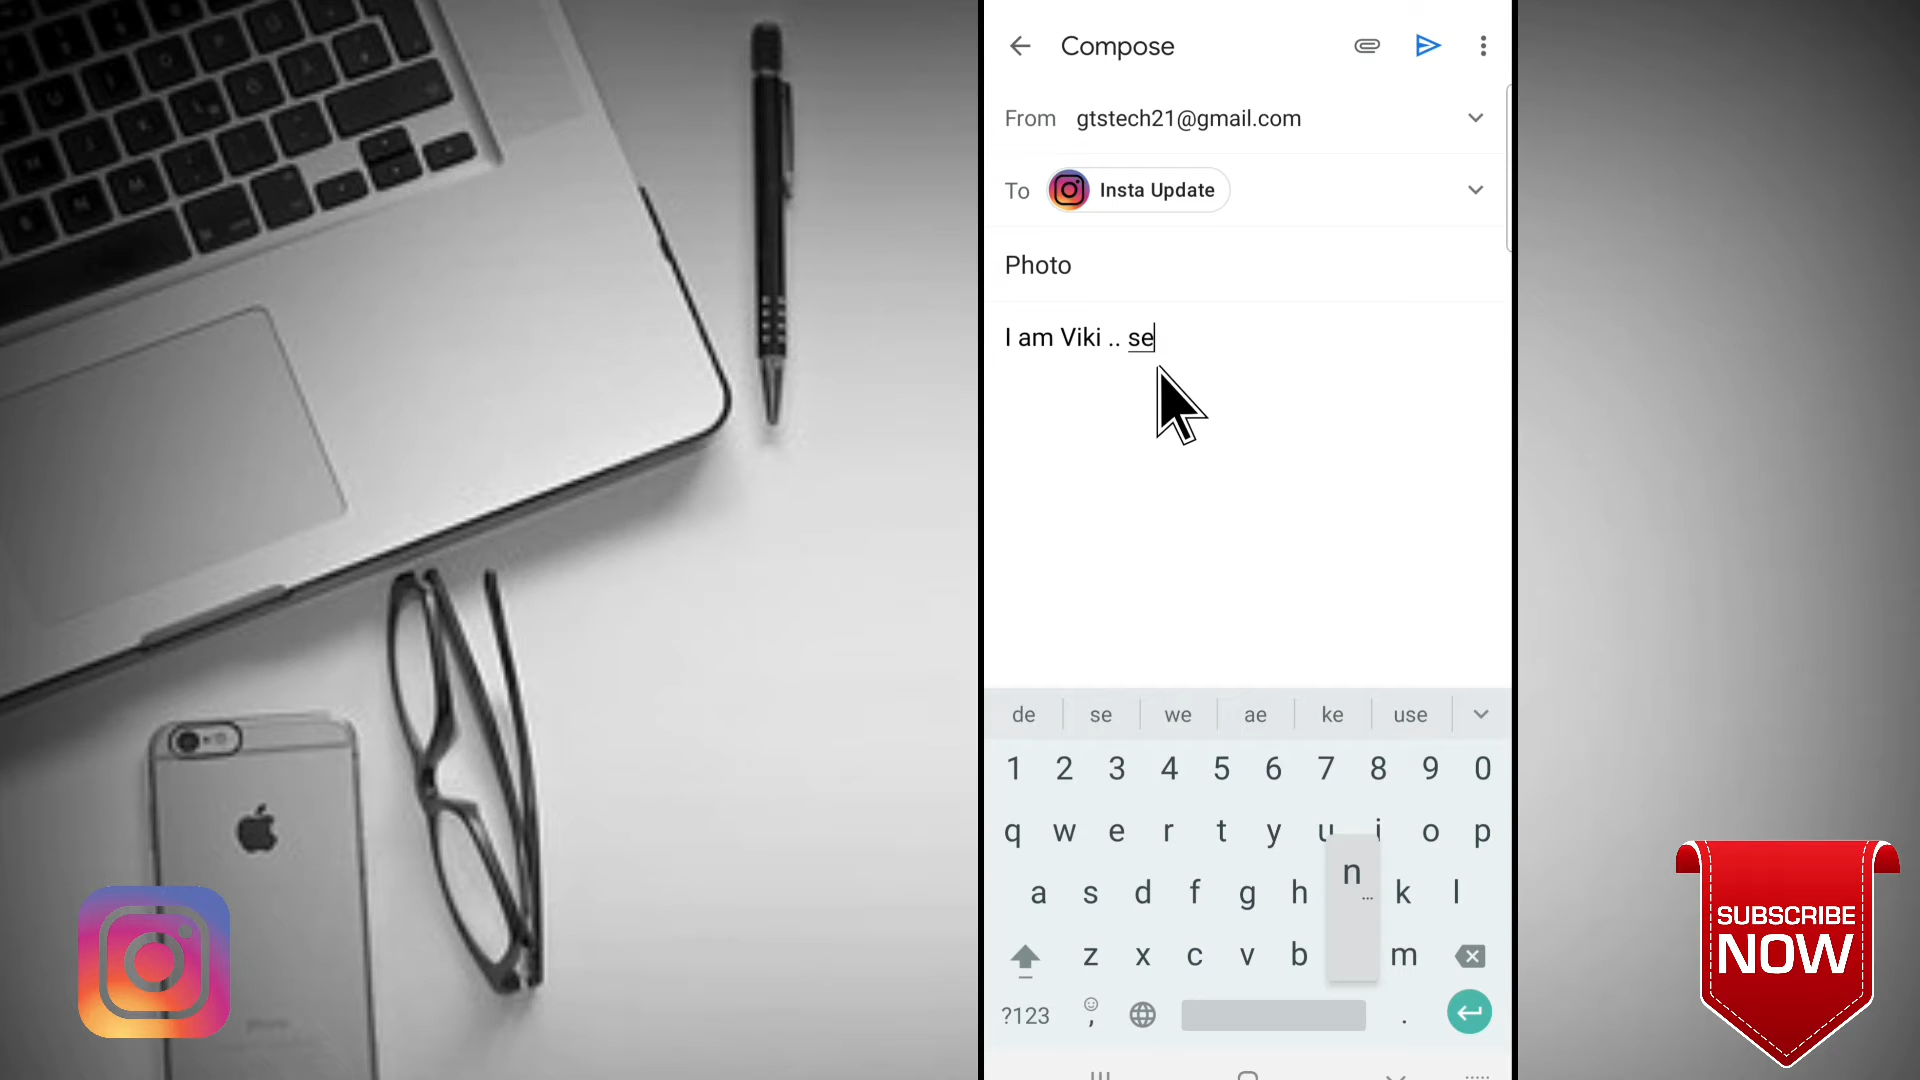 Compose
From gtstech21@gmail.com
To Insta Update
Photo
I am Viki .. se
de se we ae ke use
1 2 3 4 5 6 7 8 9 0
q w e r t y u i o p
a s d f g h n k l
z x c v b m
?123 , .
SUBSCRIBE
NOW